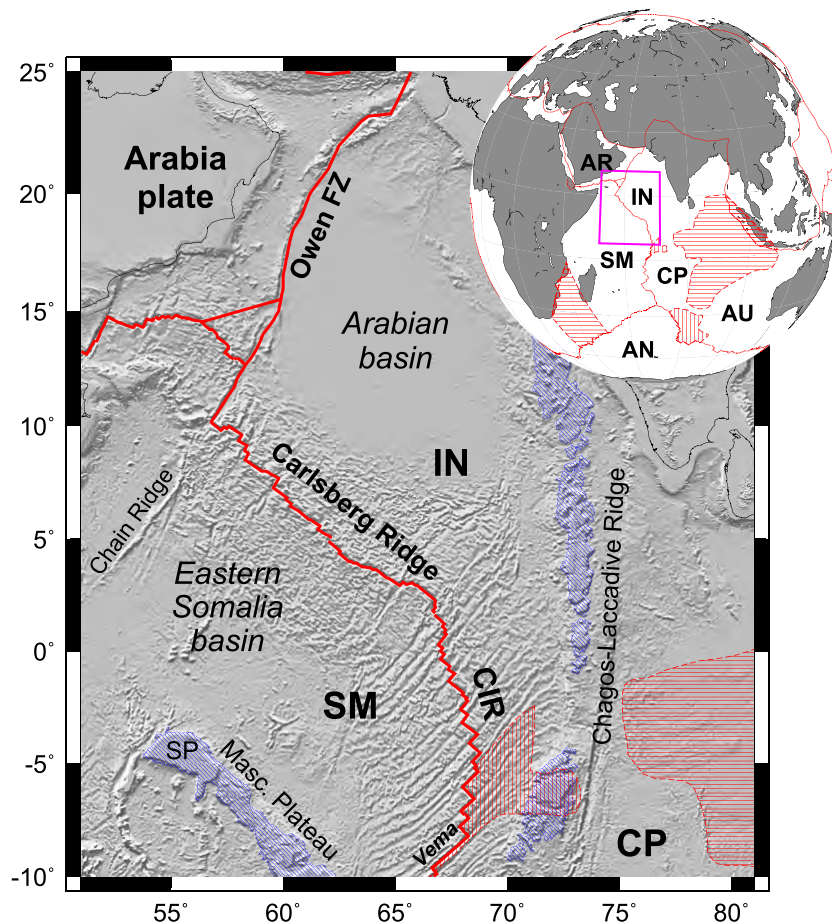 25°
20°
15°
10°
5°
0°
-5°
-10°
55°
60°
65°
70°
75°
80°
Arabia
plate
Owen FZ
Arabian
basin
IN
Carlsberg Ridge
Chain Ridge
Eastern
Somalia
basin
SM
CIR
Chagos-Laccadive Ridge
SP
Masc. Plateau
Vema
CP
AR
IN
SM
CP
AU
AN